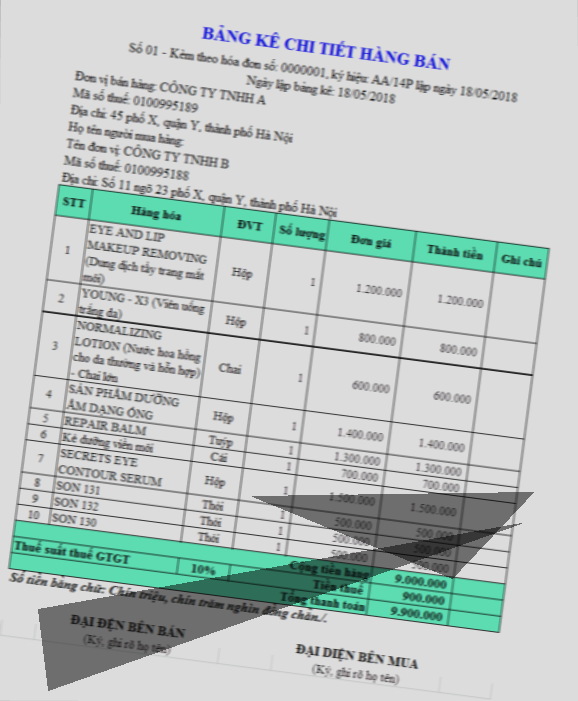 BẢNG KÊ CHI TIẾT HÀNG BÁN
Số 01 - Kèm theo hóa đơn số: 0000001, ký hiệu: AA/14P lập ngày 18/05/2018
Ngày lập bảng kê: 18/05/2018
Đơn vị bán hàng: CÔNG TY TNHH A
Mã số thuế: 0100995189
Địa chỉ: 45 phố X, quận Y, thành phố Hà Nội
Họ tên người mua hàng:
Tên đơn vị: CÔNG TY TNHH B
Mã số thuế: 0100995188
Địa chỉ: Số 11 ngõ 23 phố X, quận Y, thành phố Hà Nội
STT Hàng hóa ĐVT Số lượng Đơn giá Thành tiền Ghi chú
1 EYE AND LIP MAKEUP REMOVING (Dung dịch tẩy trang mắt môi) Hộp 1 1.200.000 1.200.000
2 YOUNG - X3 (Viên uống trắng da) Hộp 1 800.000 800.000
3 NORMALIZING LOTION (Nước hoa hồng cho da thường và hỗn hợp) - Chai lớn Chai 1 600.000 600.000
4 SẢN PHẨM DƯỠNG ẨM DẠNG ỐNG Hộp 1 1.400.000 1.400.000
5 REPAIR BALM Tuýp 1 1.300.000 1.300.000
6 Kẻ dưỡng viền môi Cái 1 700.000 700.000
7 SECRETS EYE CONTOUR SERUM Hộp 1 1.500.000 1.500.000
8 SON 131 Thỏi 1 500.000 500.000
9 SON 132 Thỏi 1 500.000 500.000
10 SON 130 Thỏi 1 500.000 500.000
Cộng tiền hàng 9.000.000
Thuế suất thuế GTGT 10% Tiền thuế 900.000
Tổng thanh toán 9.900.000
Số tiền bằng chữ: Chín triệu, chín trăm nghìn đồng chẵn./.
ĐẠI DIỆN BÊN BÁN
(Ký, ghi rõ họ tên)
ĐẠI DIỆN BÊN MUA
(Ký, ghi rõ họ tên)